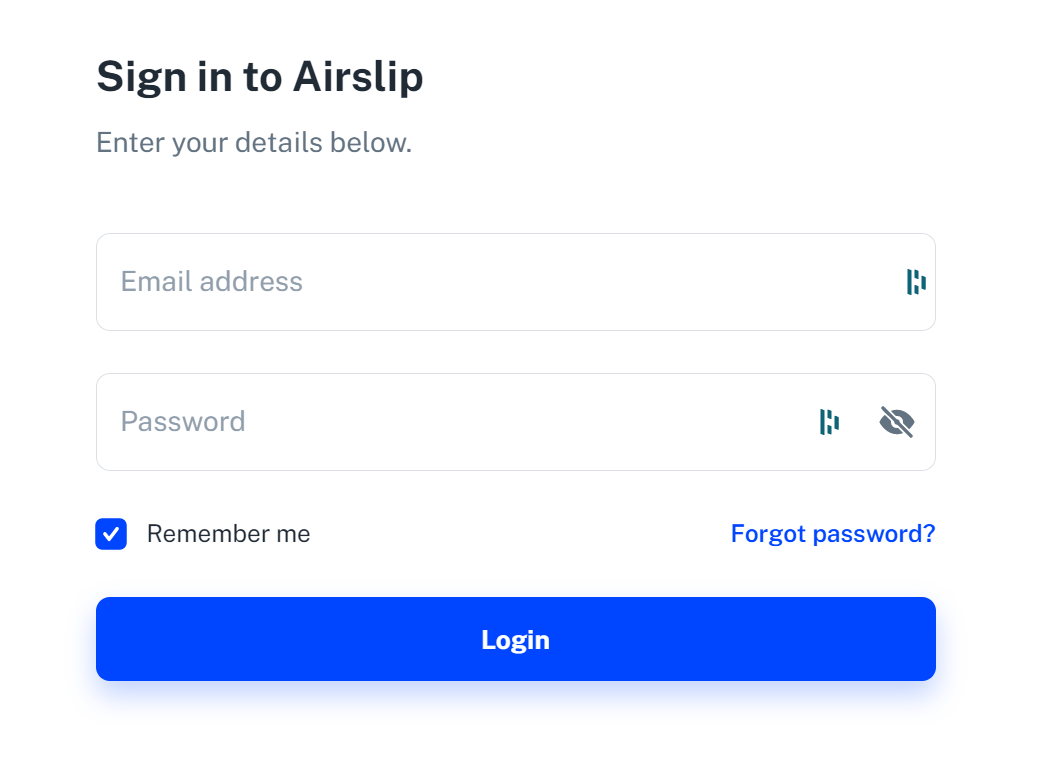 Sign in to Airslip
Enter your details below.
Email address
Password
Remember me
Forgot password?
Login